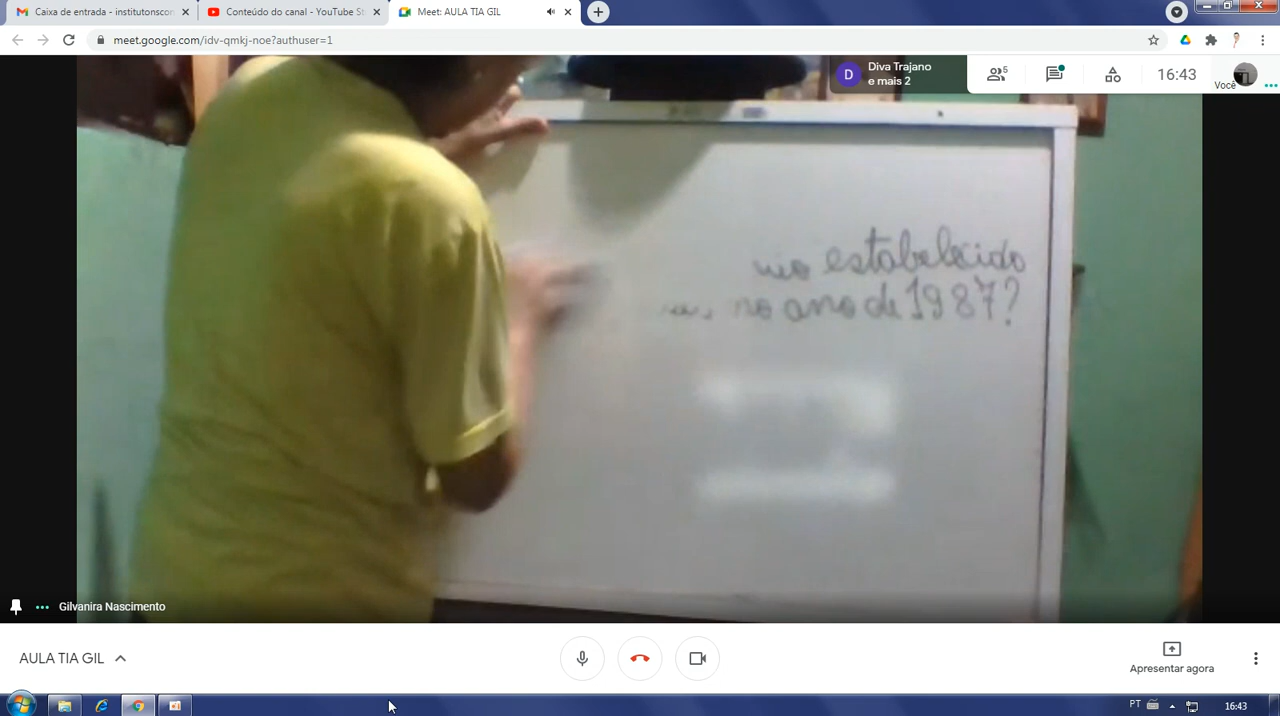 Caixa de entrada - institutonscon
Conteúdo do canal - YouTube St
Meet: AULA TIA GIL
meet.google.com/idv-qmkj-noe?authuser=1
Diva Trajano
e mais 2
5
16:43
Você
D
estabelecido
no ano de 1987?
Gilvanira Nascimento
AULA TIA GIL
Apresentar agora
PT
16:43